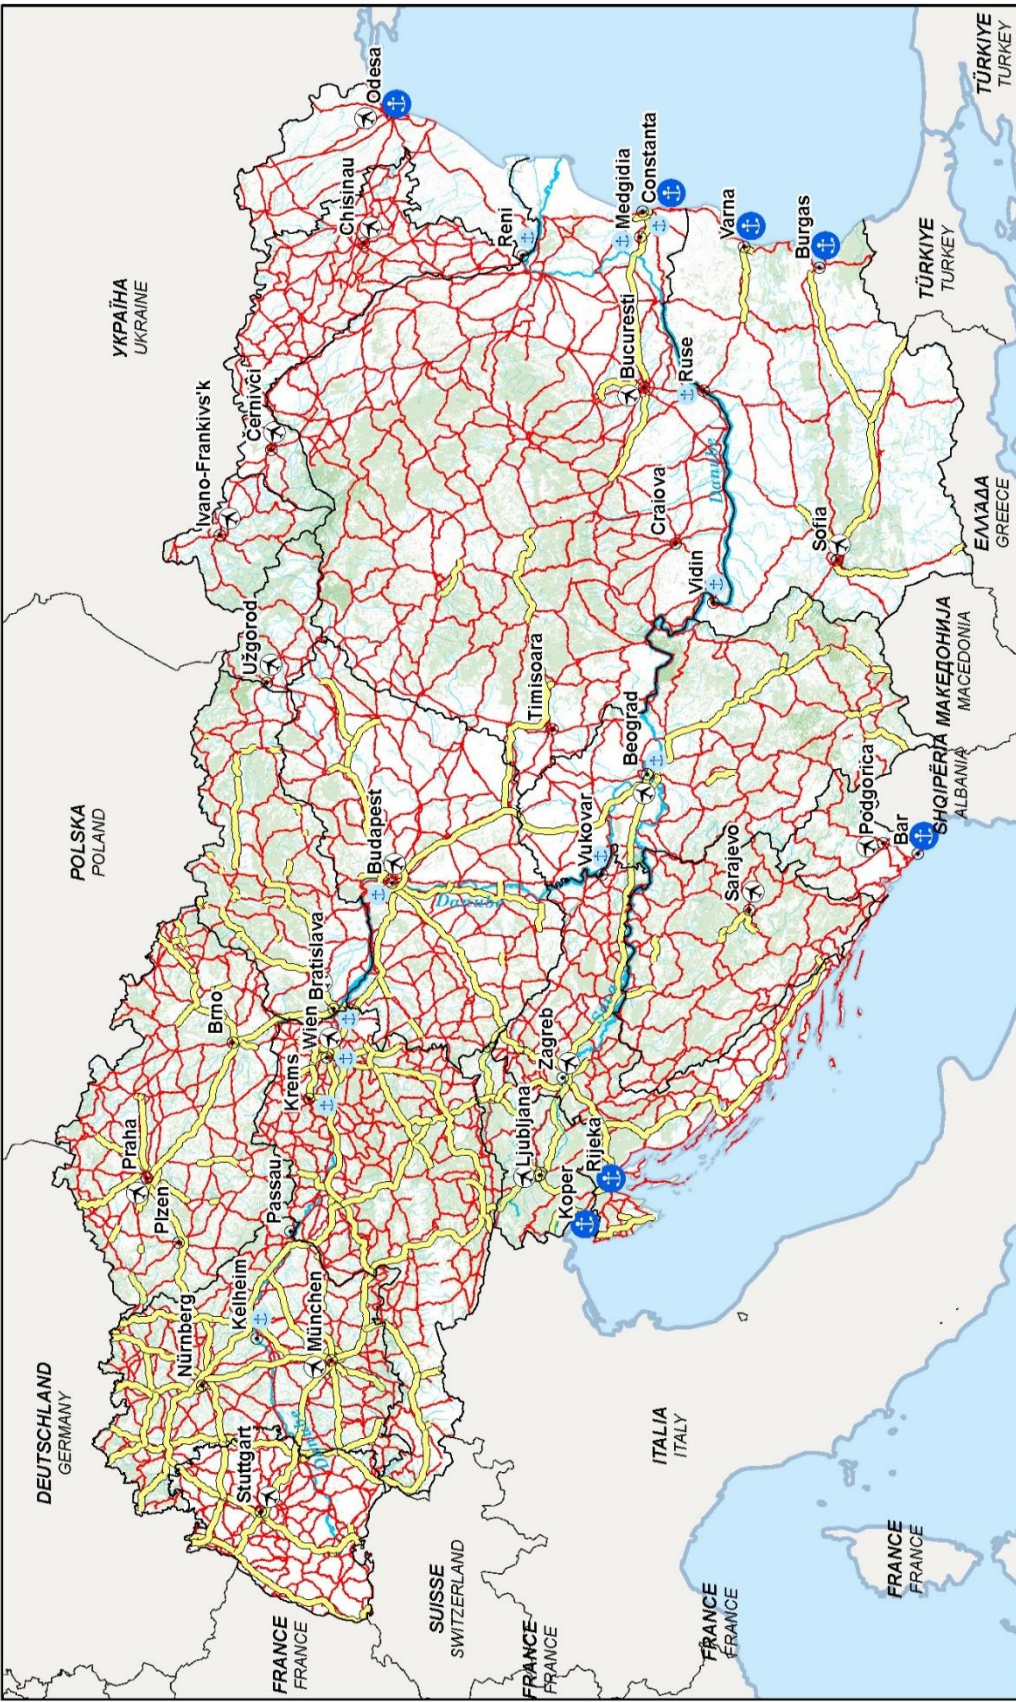 DEUTSCHLAND
GERMANY
POLSKA
POLAND
УКРАЇНА
UKRAINE
Praha
Plzen
Brno
Nürnberg
Stuttgart
Kelheim
Passau
München
Danube
Krems
Wien
Bratislava
Užgorod
Ivano-Frankivs'k
Černivci
Chisinau
Odesa
Budapest
Danube
Reni
Ljubljana
Koper
Rijeka
Zagreb
Sava
Vukovar
Timisoara
Beograd
Craiova
Bucuresti
Medgidia
Constanta
Vidin
Danube
Ruse
Varna
Burgas
Sofia
Sarajevo
Podgorica
Bar
FRANCE
FRANCE
SUISSE
SWITZERLAND
FRANCE
FRANCE
ITALIA
ITALY
FRANCE
FRANCE
FRANCE
FRANCE
SHQIPËRIA
ALBANIA
МАКЕДОНИЈА
MACEDONIA
ΕΛΛΑΔΑ
GREECE
TÜRKIYE
TURKEY
TÜRKIYE
TURKEY